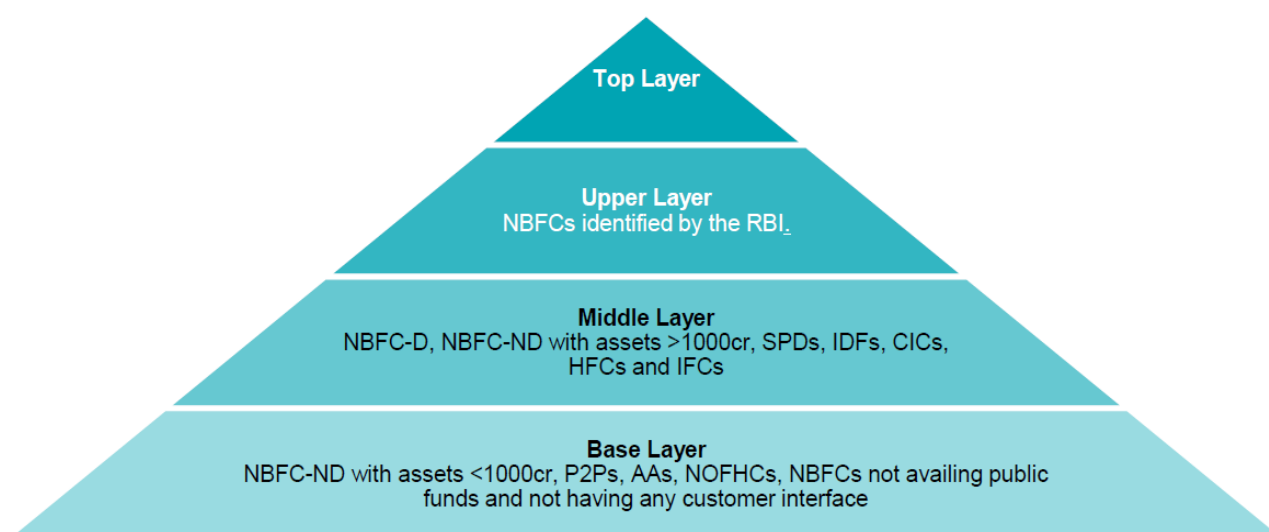 Top Layer
Upper Layer
NBFCs identified by the RBI.
Middle Layer
NBFC-D, NBFC-ND with assets >1000cr, SPDs, IDFs, CICs,
HFCs and IFCs
Base Layer
NBFC-ND with assets <1000cr, P2Ps, AAs, NOFHCs, NBFCs not availing public
funds and not having any customer interface